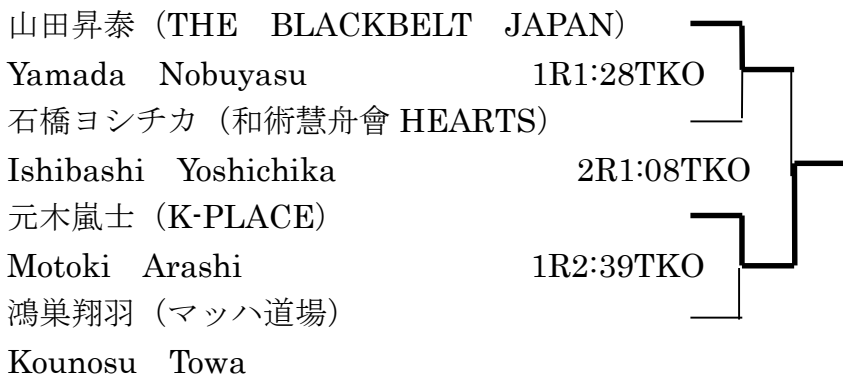 山田昇泰（THE　BLACKBELT　JAPAN）
Yamada　Nobuyasu　1R1:28TKO
石橋ヨシチカ（和術慧舟會 HEARTS）
Ishibashi　Yoshichika　2R1:08TKO
元木嵐士（K-PLACE）
Motoki　Arashi　1R2:39TKO
鴻巣翔羽（マッハ道場）
Kounosu　Towa